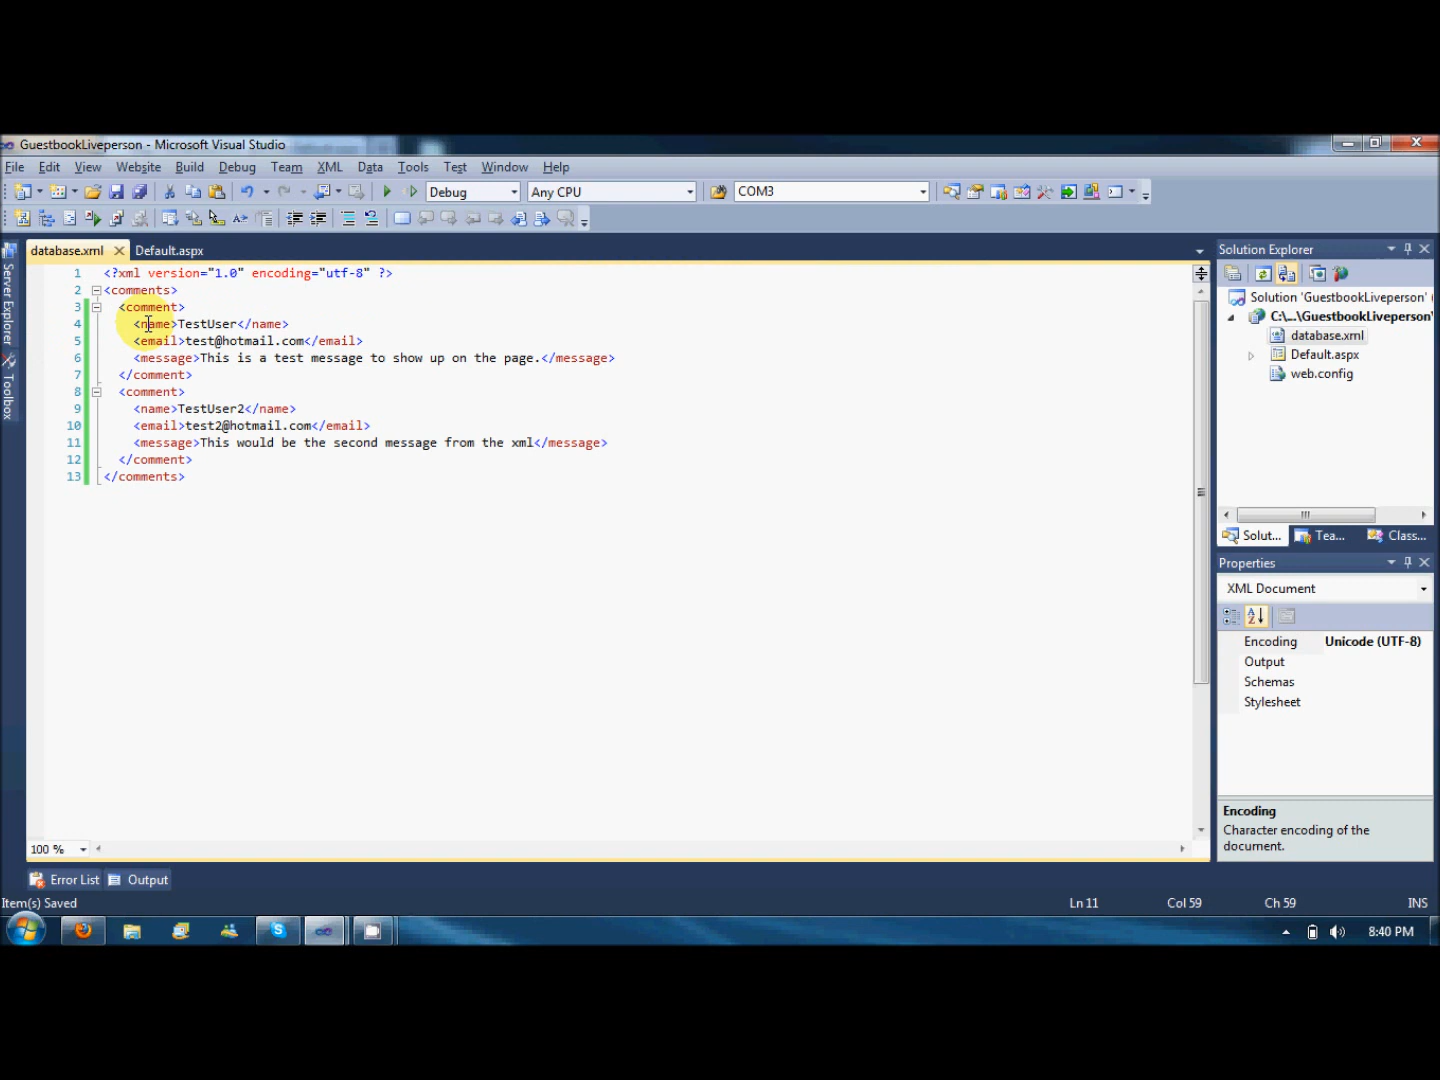 GuestbookLiveperson - Microsoft Visual Studio
File Edit View Website Build Debug Team XML Data Tools Test Window Help
Debug Any CPU COM3
database.xml Default.aspx
Server Explorer
Toolbox
1 <?xml version="1.0" encoding="utf-8" ?>
2 <comments>
3 <comment>
4 <name>TestUser</name>
5 <email>test@hotmail.com</email>
6 <message>This is a test message to show up on the page.</message>
7 </comment>
8 <comment>
9 <name>TestUser2</name>
10 <email>test2@hotmail.com</email>
11 <message>This would be the second message from the xml</message>
12 </comment>
13 </comments>
100 %
Solution Explorer
Solution 'GuestbookLiveperson' (
C:\...\GuestbookLiveperson\
database.xml
Default.aspx
web.config
Solut... Tea... Class...
Properties
XML Document
Encoding Unicode (UTF-8)
Output
Schemas
Stylesheet
Encoding
Character encoding of the
document.
Error List Output
Item(s) Saved Ln 11 Col 59 Ch 59 INS
8:40 PM